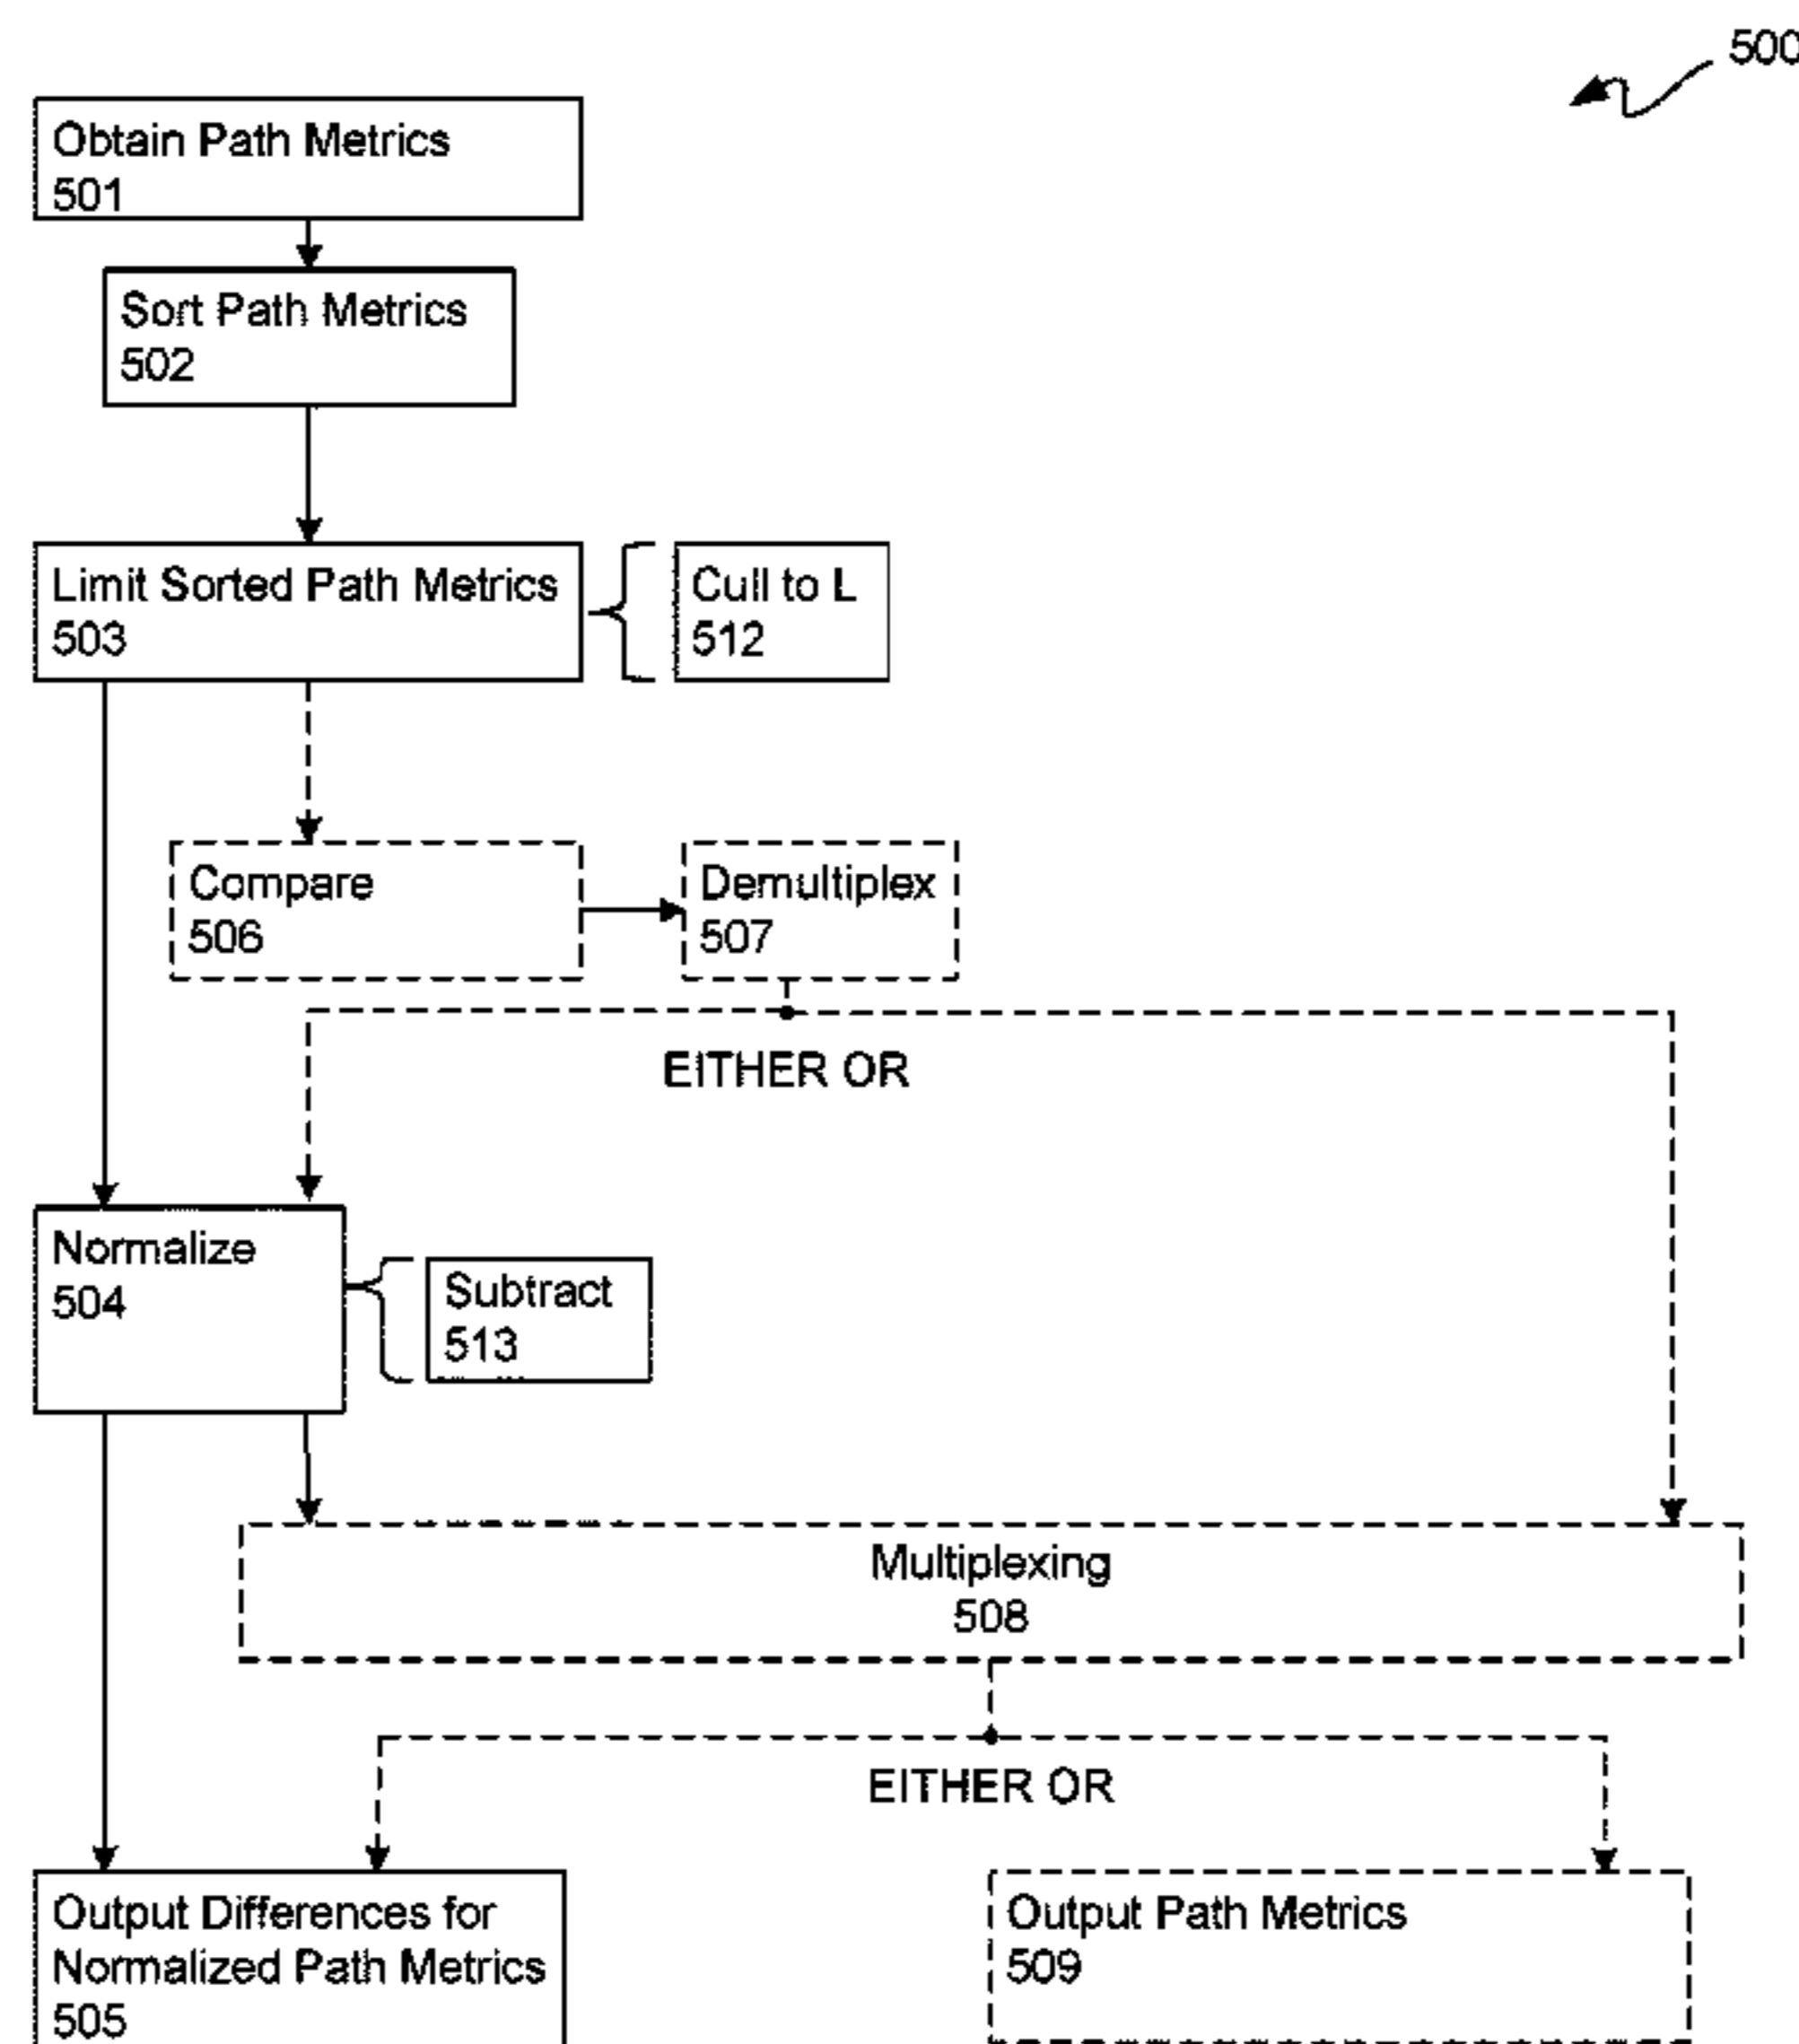 500
Obtain Path Metrics
501
Sort Path Metrics
502
Limit Sorted Path Metrics
503
Cull to L
512
Compare
506
Demultiplex
507
EITHER OR
Normalize
504
Subtract
513
Multiplexing
508
EITHER OR
Output Differences for
Normalized Path Metrics
505
Output Path Metrics
509